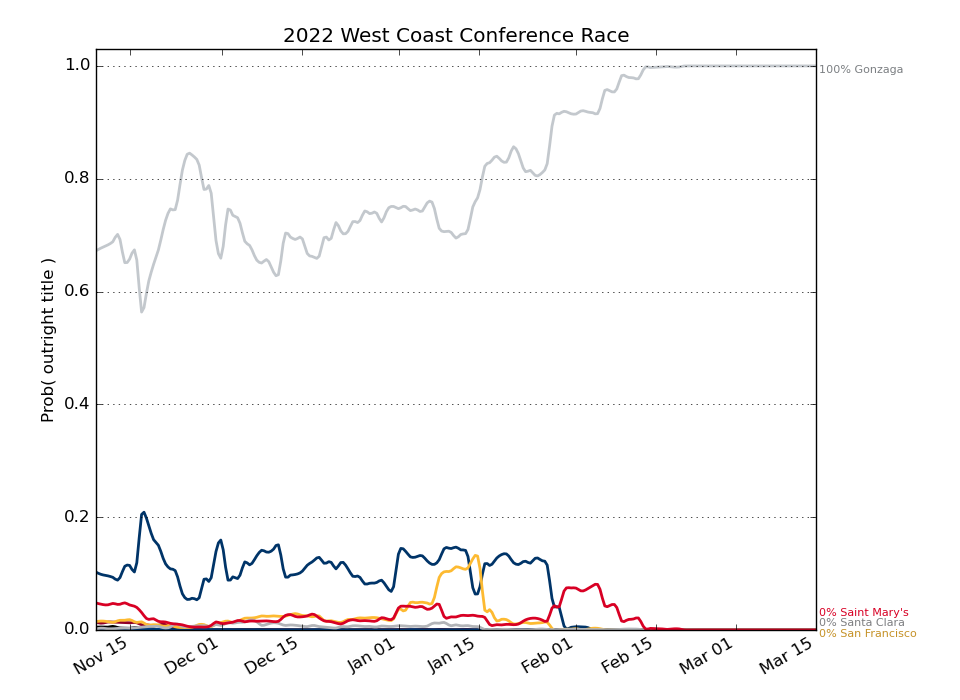 2022 West Coast Conference Race
Prob( outright title )
1.0
0.8
0.6
0.4
0.2
0.0
100% Gonzaga
0% Saint Mary's
0% Santa Clara
0% San Francisco
Nov 15
Dec 01
Dec 15
Jan 01
Jan 15
Feb 01
Feb 15
Mar 01
Mar 15